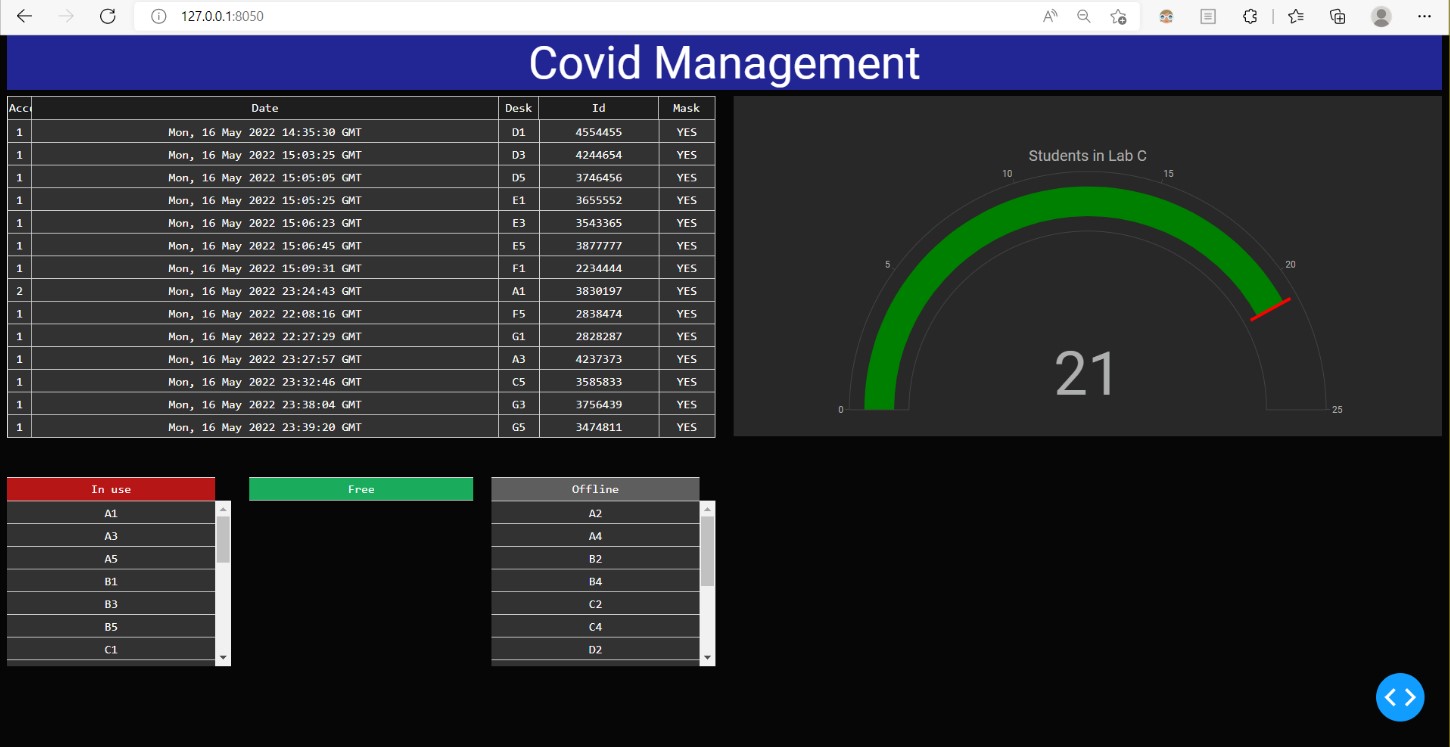 127.0.0.1:8050
Covid Management
Acc Date Desk Id Mask
1 Mon, 16 May 2022 14:35:30 GMT D1 4554455 YES
1 Mon, 16 May 2022 15:03:25 GMT D3 4244654 YES
1 Mon, 16 May 2022 15:05:05 GMT D5 3746456 YES
1 Mon, 16 May 2022 15:05:25 GMT E1 3655552 YES
1 Mon, 16 May 2022 15:06:23 GMT E3 3543365 YES
1 Mon, 16 May 2022 15:06:45 GMT E5 3877777 YES
1 Mon, 16 May 2022 15:09:31 GMT F1 2234444 YES
2 Mon, 16 May 2022 23:24:43 GMT A1 3830197 YES
1 Mon, 16 May 2022 22:08:16 GMT F5 2838474 YES
1 Mon, 16 May 2022 22:27:29 GMT G1 2828287 YES
1 Mon, 16 May 2022 23:27:57 GMT A3 4237373 YES
1 Mon, 16 May 2022 23:32:46 GMT C5 3585833 YES
1 Mon, 16 May 2022 23:38:04 GMT G3 3756439 YES
1 Mon, 16 May 2022 23:39:20 GMT G5 3474811 YES
Students in Lab C
10 15
5 20
21
0 25
In use Free Offline
A1 A2
A3 A4
A5 B2
B1 B4
B3 C2
B5 C4
C1 D2